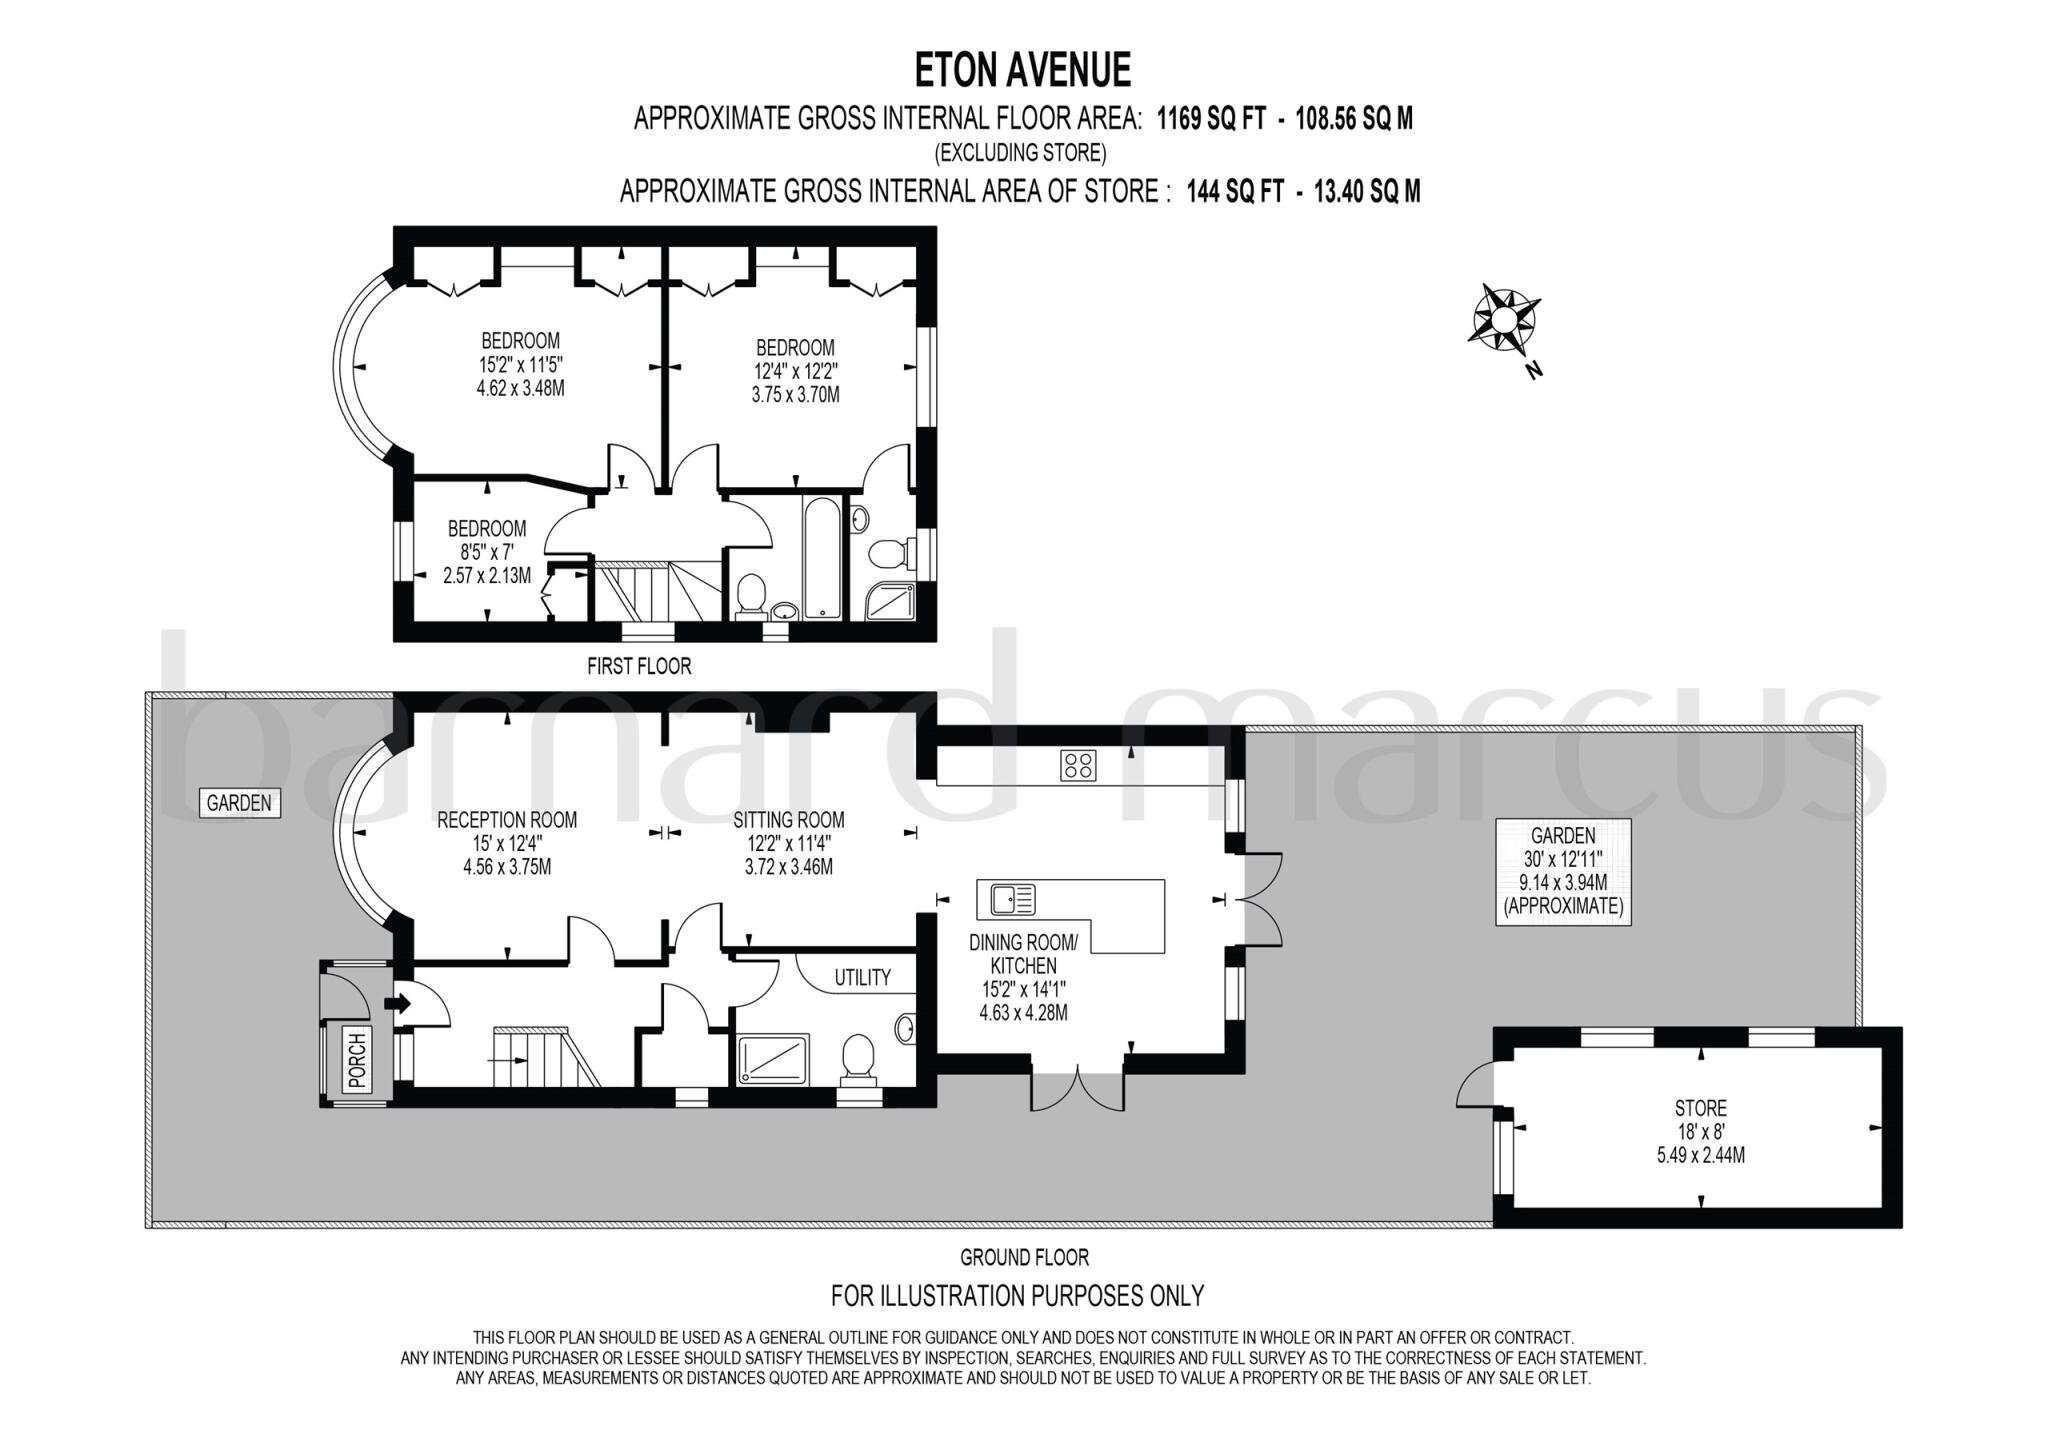 ETON AVENUE
APPROXIMATE GROSS INTERNAL FLOOR AREA: 1169 SQ FT - 108.56 SQ M
(EXCLUDING STORE)
APPROXIMATE GROSS INTERNAL AREA OF STORE : 144 SQ FT - 13.40 SQ M
BEDROOM
15'2" x 11'5"
4.62 x 3.48M
BEDROOM
12'4" x 12'2"
3.75 x 3.70M
N
BEDROOM
8'5" x 7'
2.57 x 2.13M
FIRST FLOOR
barnard marcus
GARDEN
RECEPTION ROOM
15' x 12'4"
4.56 x 3.75M
SITTING ROOM
12'2" x 11'4"
3.72 x 3.46M
GARDEN
30' x 12'11"
9.14 x 3.94M
(APPROXIMATE)
DINING ROOM/
KITCHEN
15'2" x 14'1"
4.63 x 4.28M
UTILITY
PORCH
STORE
18' x 8'
5.49 x 2.44M
GROUND FLOOR
FOR ILLUSTRATION PURPOSES ONLY
THIS FLOOR PLAN SHOULD BE USED AS A GENERAL OUTLINE FOR GUIDANCE ONLY AND DOES NOT CONSTITUTE IN WHOLE OR IN PART AN OFFER OR CONTRACT.
ANY INTENDING PURCHASER OR LESSEE SHOULD SATISFY THEMSELVES BY INSPECTION, SEARCHES, ENQUIRIES AND FULL SURVEY AS TO THE CORRECTNESS OF EACH STATEMENT.
ANY AREAS, MEASUREMENTS OR DISTANCES QUOTED ARE APPROXIMATE AND SHOULD NOT BE USED TO VALUE A PROPERTY OR BE THE BASIS OF ANY SALE OR LET.